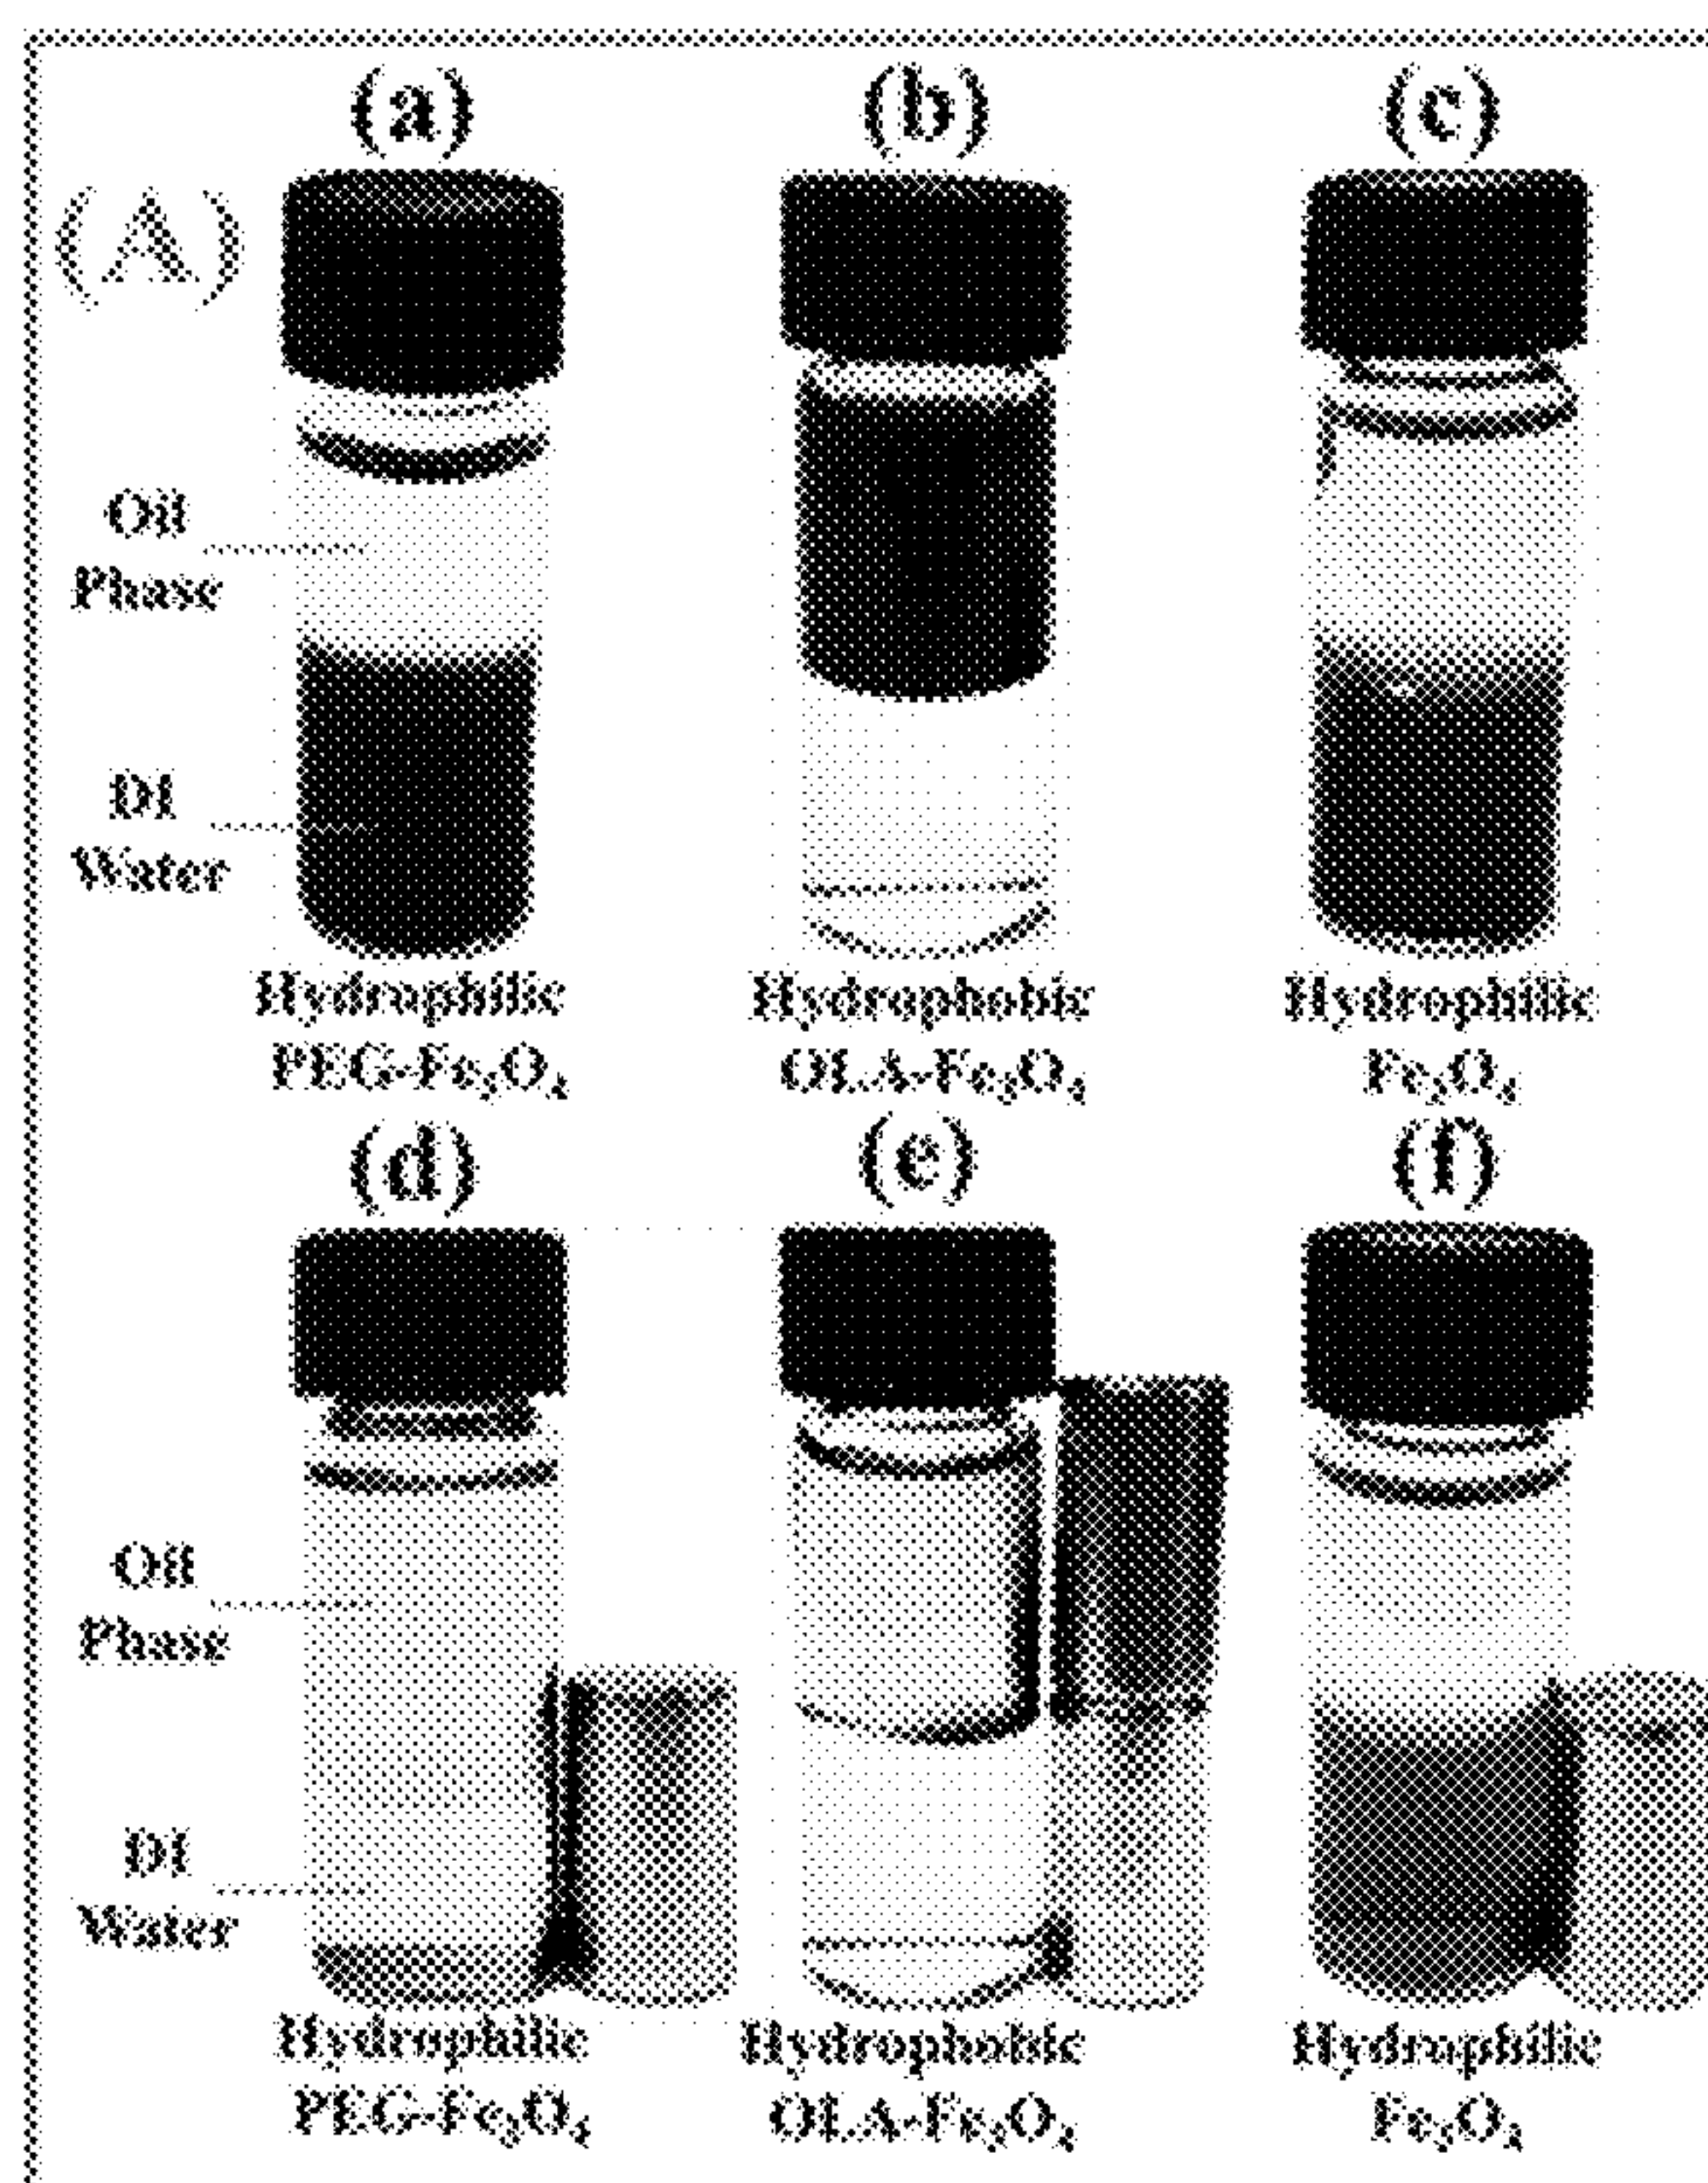 (a) (b) (c)
(A)
Oil
Phase
DI
Water
Hydrophilic
PEG-Fe₃O₄
Hydrophobic
OLA-Fe₃O₄
Hydrophilic
Fe₃O₄
(d) (e) (f)
Oil
Phase
DI
Water
Hydrophilic
PEG-Fe₃O₄
Hydrophobic
OLA-Fe₃O₄
Hydrophilic
Fe₃O₄